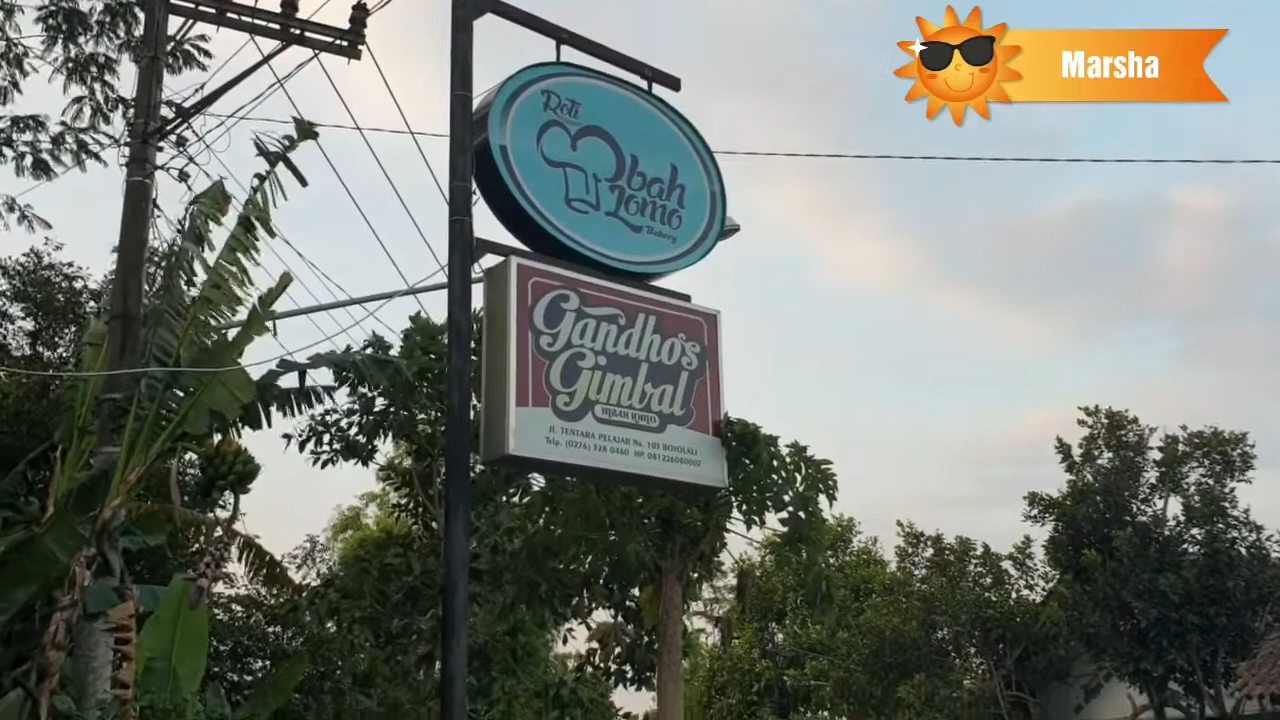 Marsha
Roti
Mbah
Lomo
Bakery
Gandho's
Gimbal
MBAH LOMO
JL. TENTARA PELAJAR No. 103 BOYOLALI
Telp. (0276) 328 0460 HP. 081226080002